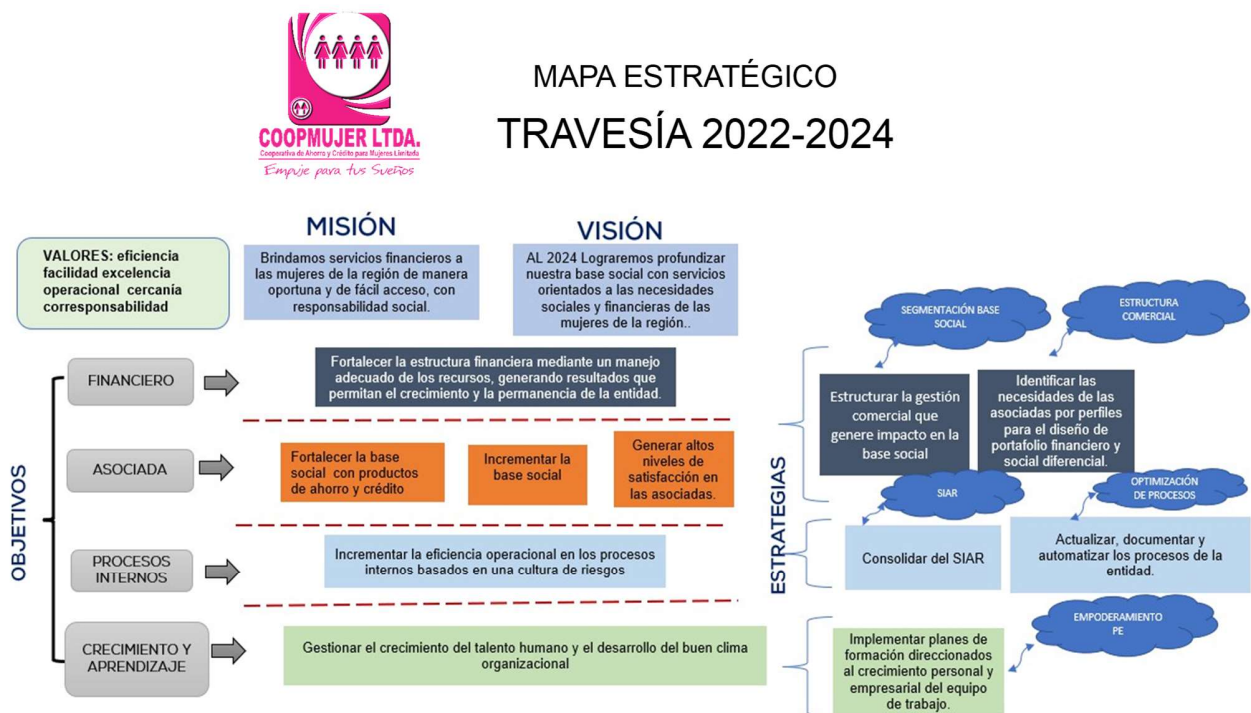 COOPMUJER LTDA.
Cooperativa de Ahorro y Crédito para Mujeres Limitada
Empuje para tus Sueños
MAPA ESTRATÉGICO
TRAVESÍA 2022-2024
MISIÓN
VISIÓN
VALORES: eficiencia
facilidad excelencia
operacional cercanía
corresponsabilidad
Brindamos servicios financieros a
las mujeres de la región de manera
oportuna y de fácil acceso, con
responsabilidad social.
AL 2024 Lograremos profundizar
nuestra base social con servicios
orientados a las necesidades
sociales y financieras de las
mujeres de la región..
OBJETIVOS
FINANCIERO
Fortalecer la estructura financiera mediante un manejo
adecuado de los recursos, generando resultados que
permitan el crecimiento y la permanencia de la entidad.
ASOCIADA
Fortalecer la base
social con productos
de ahorro y crédito
Incrementar la
base social
Generar altos
niveles de
satisfacción en
las asociadas.
PROCESOS
INTERNOS
Incrementar la eficiencia operacional en los procesos
internos basados en una cultura de riesgos
CRECIMIENTO Y
APRENDIZAJE
Gestionar el crecimiento del talento humano y el desarrollo del buen clima
organizacional
ESTRATEGIAS
SEGMENTACIÓN BASE
SOCIAL
ESTRUCTURA
COMERCIAL
Estructurar la gestión
comercial que
genere impacto en la
base social
Identificar las
necesidades de las
asociadas por perfiles
para el diseño de
portafolio financiero y
social diferencial.
SIAR
OPTIMIZACIÓN
DE PROCESOS
Consolidar del SIAR
Actualizar, documentar y
automatizar los procesos de la
entidad.
EMPODERAMIENTO
PE
Implementar planes de
formación direccionados
al crecimiento personal y
empresarial del equipo
de trabajo.